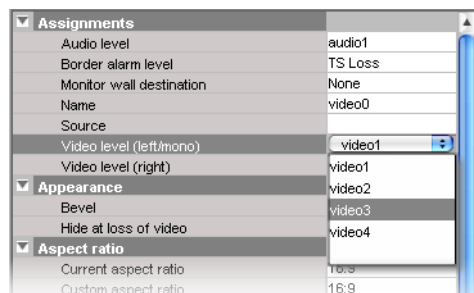 Assignments
Audio level audio1
Border alarm level TS Loss
Monitor wall destination None
Name video0
Source
Video level (left/mono) video1
Video level (right) video1
Appearance video2
Bevel video3
Hide at loss of video video4
Aspect ratio
Current aspect ratio 16:9
Custom aspect ratio 16:9